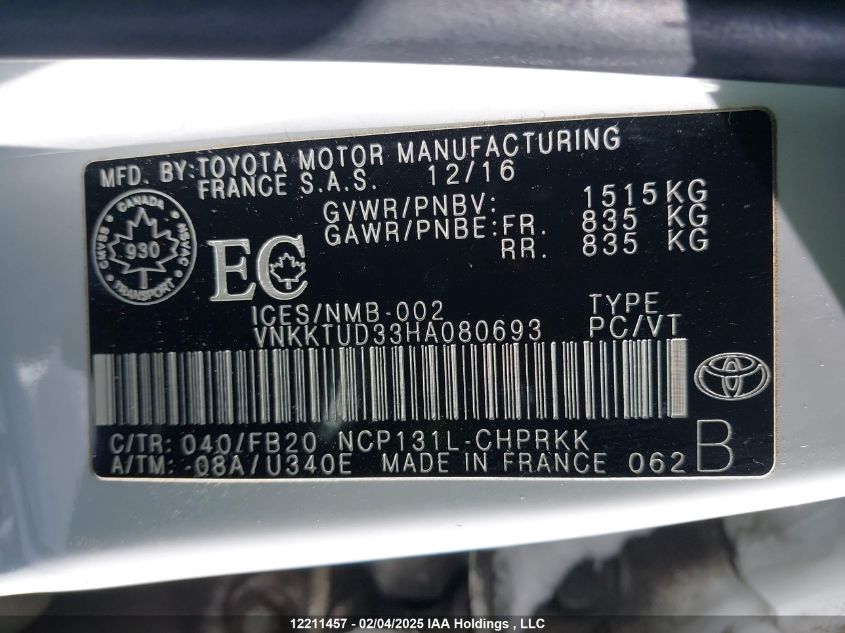 MFD. BY: TOYOTA MOTOR MANUFACTURING
FRANCE S.A.S. 12/16
GVWR/PNBV: 1515 KG
GAWR/PNBE: FR. 835 KG
RR. 835 KG
CANADA
CMVSS
930
NSVAC
TRANSPORT
EC
ICES/NMB-002
TYPE
VNKKTUD33HA080693
PC/VT
C/TR: 040/FB20 NCP131L-CHPRKK
A/TM: -08A/U340E MADE IN FRANCE 062 B
12211457 - 02/04/2025 IAA Holdings, LLC